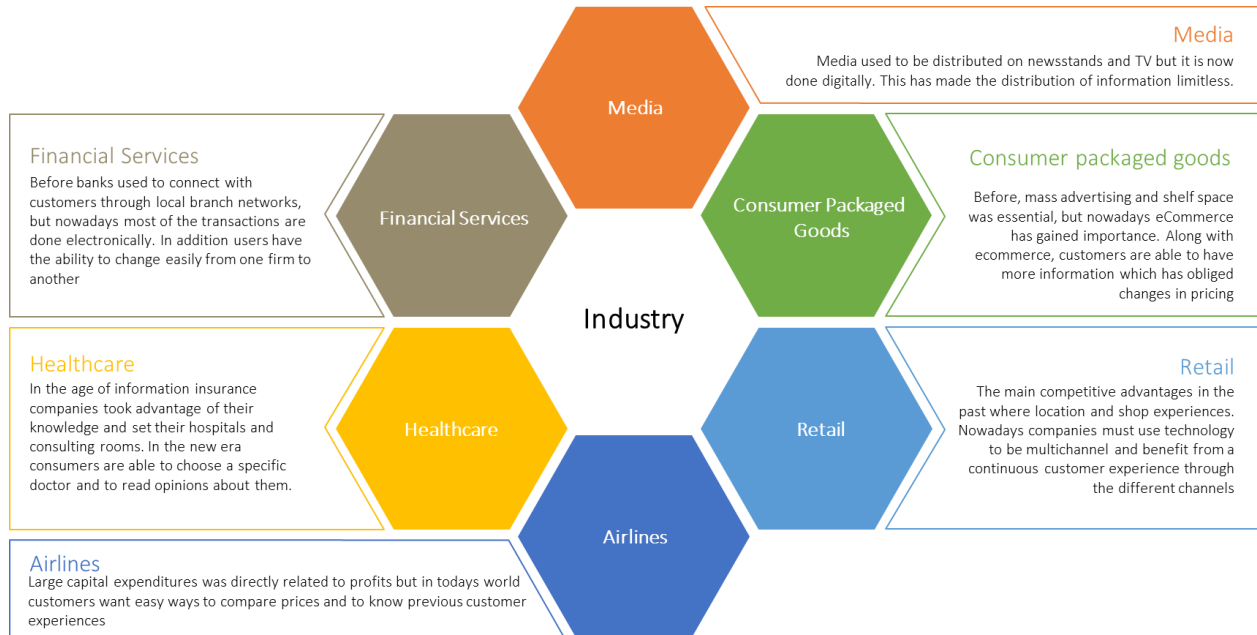 Media
Media used to be distributed on newsstands and TV but it is now
done digitally. This has made the distribution of information limitless.
Media
Financial Services
Before banks used to connect with
customers through local branch networks,
but nowadays most of the transactions are
done electronically. In addition users have
the ability to change easily from one firm to
another
Financial Services
Consumer Packaged
Goods
Consumer packaged goods
Before, mass advertising and shelf space
was essential, but nowadays eCommerce
has gained importance. Along with
ecommerce, customers are able to have
more information which has obliged
changes in pricing
Industry
Healthcare
In the age of information insurance
companies took advantage of their
knowledge and set their hospitals and
consulting rooms. In the new era
consumers are able to choose a specific
doctor and to read opinions about them.
Healthcare
Retail
Retail
The main competitive advantages in the
past where location and shop experiences.
Nowadays companies must use technology
to be multichannel and benefit from a
continuous customer experience through
the different channels
Airlines
Airlines
Large capital expenditures was directly related to profits but in todays world
customers want easy ways to compare prices and to know previous customer
experiences